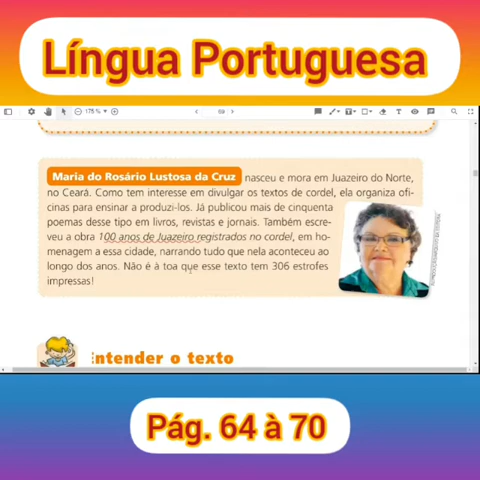 Língua Portuguesa
175 %
Maria do Rosário Lustosa da Cruz nasceu e mora em Juazeiro do Norte,
no Ceará. Como tem interesse em divulgar os textos de cordel, ela organiza ofi-
cinas para ensinar a produzi-los. Já publicou mais de cinquenta
poemas desse tipo em livros, revistas e jornais. Também escre-
veu a obra 100 anos de Juazeiro registrados no cordel, em ho-
menagem a essa cidade, narrando tudo que nela aconteceu ao
longo dos anos. Não é à toa que esse texto tem 306 estrofes
impressas!
ntender o texto
Pág. 64 à 70